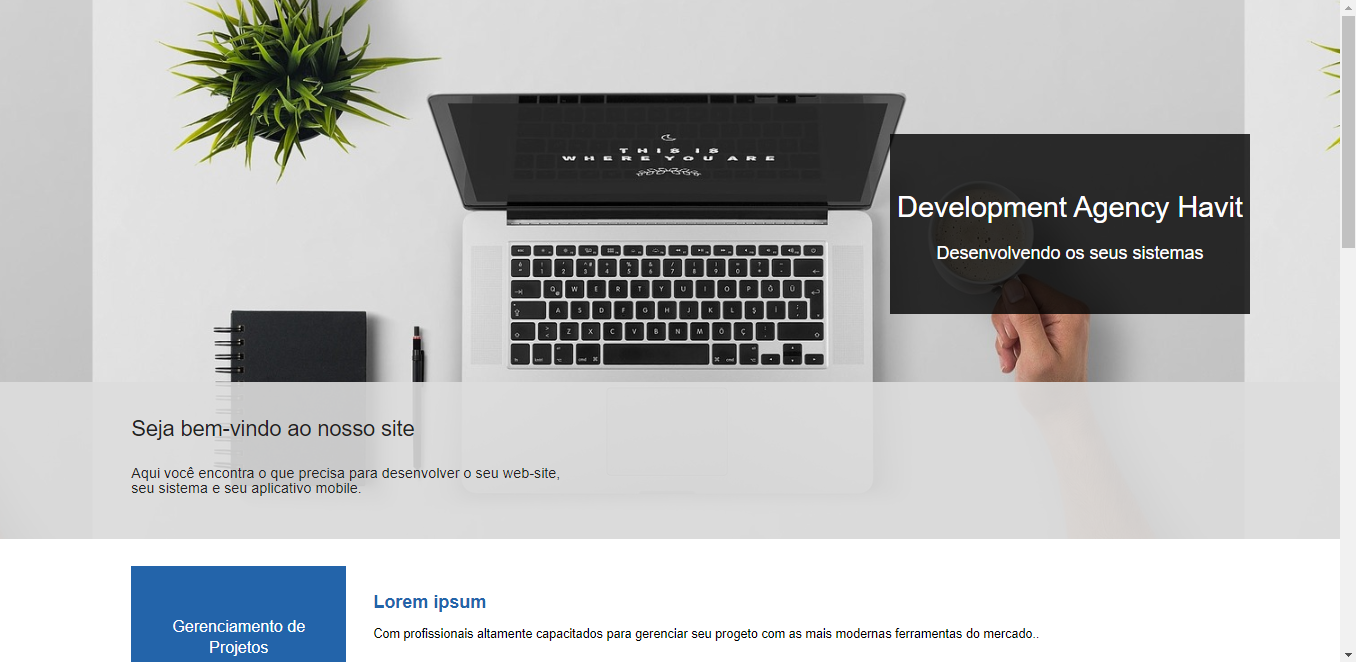 THIS IS
WHERE YOU ARE
Development Agency Havit
Desenvolvendo os seus sistemas
Seja bem-vindo ao nosso site
Aqui você encontra o que precisa para desenvolver o seu web-site,
seu sistema e seu aplicativo mobile.
Gerenciamento de
Projetos
Lorem ipsum
Com profissionais altamente capacitados para gerenciar seu progeto com as mais modernas ferramentas do mercado..